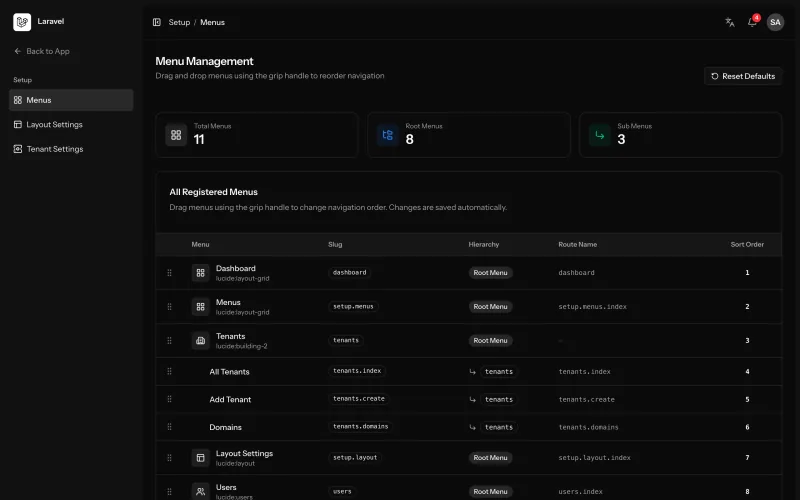 Laravel
Back to App
Setup
Menus
Layout Settings
Tenant Settings
Setup / Menus
4
SA
Menu Management
Drag and drop menus using the grip handle to reorder navigation
Reset Defaults
Total Menus
11
Root Menus
8
Sub Menus
3
All Registered Menus
Drag menus using the grip handle to change navigation order. Changes are saved automatically.
Menu Slug Hierarchy Route Name Sort Order
Dashboard
lucide:layout-grid
dashboard Root Menu dashboard 1
Menus
lucide:layout-grid
setup.menus Root Menu setup.menus.index 2
Tenants
lucide:building-2
tenants Root Menu – 3
All Tenants tenants.index tenants tenants.index 4
Add Tenant tenants.create tenants tenants.create 5
Domains tenants.domains tenants tenants.domains 6
Layout Settings
lucide:layout
setup.layout Root Menu setup.layout.index 7
Users
lucide:users
users Root Menu users.index 8